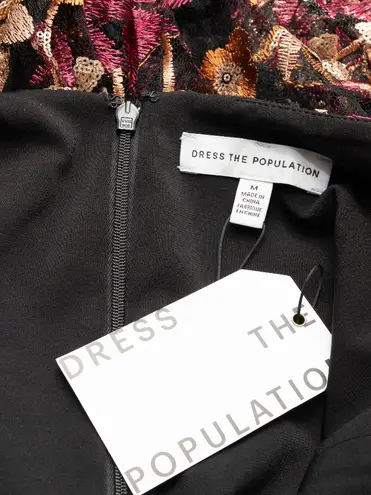 DRESS THE POPULATION
M
MADE IN
CHINA
FABRIQUÉ
EN CHINE
DRESS
THE
POPULATION